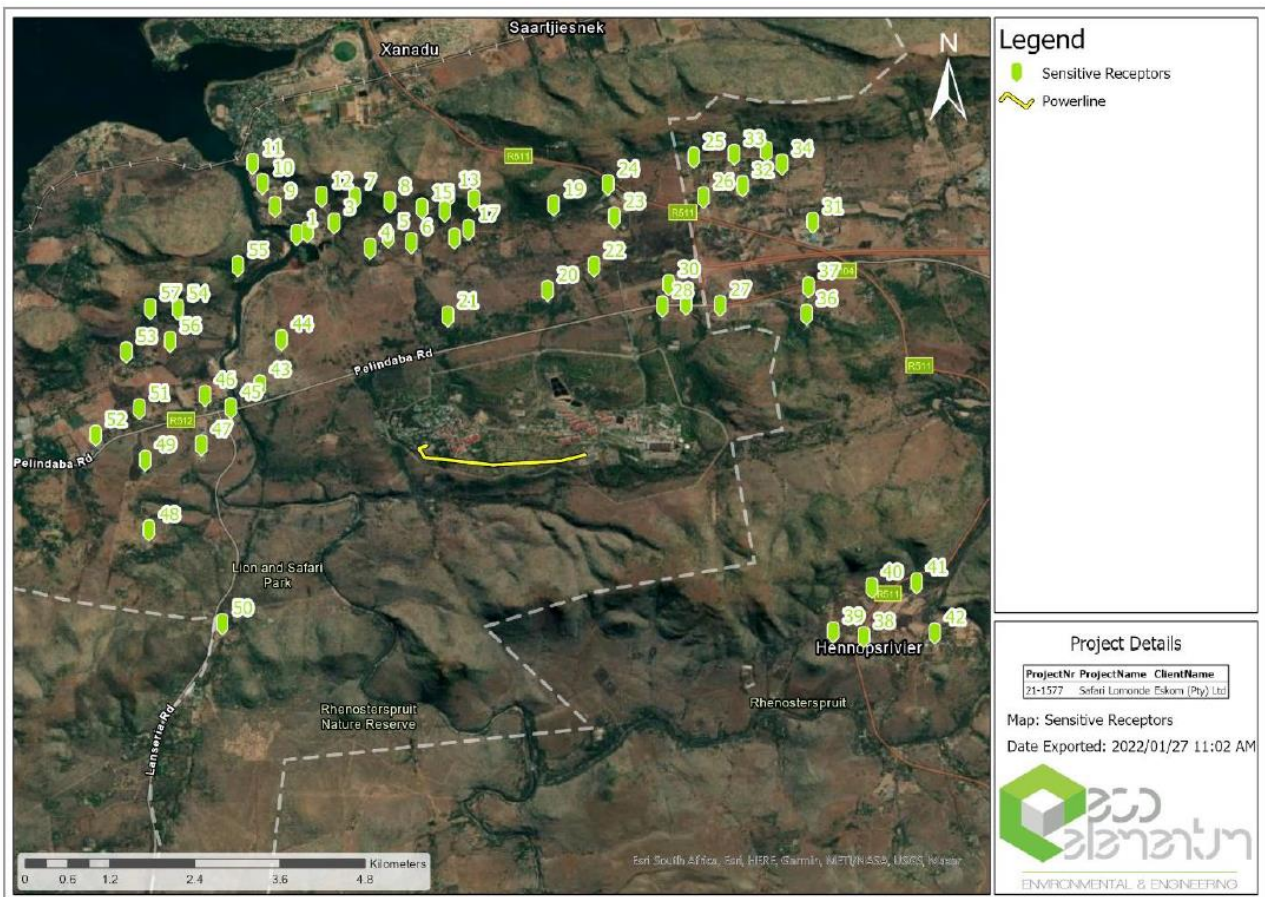 Saartjiesnek
Xanadu
N
11
10
9
12
7
8
15
13
1
3
4
5
6
17
19
24
23
R511
25
33
34
32
26
R511
31
55
22
20
30
28
27
37
36
21
57
54
53
56
44
Pelindaba Rd
R511
43
46
45
51
R512
52
Pelindaba Rd
47
49
48
Lion and Safari
Park
50
40
41
R511
39
38
42
Hennopsrivier
Rhenosterspruit
Nature Reserve
Rhenosterspruit
Lanseria Rd
Kilometers
0 0.6 1.2 2.4 3.6 4.8
Esri South Africa, Esri, HERE, Garmin, METI/NASA, USGS,
Legend
Sensitive Receptors
Powerline
Project Details
ProjectNr ProjectName ClientName
21-1577 Safari Lomonde Eskom (Pty) Ltd
Map: Sensitive Receptors
Date Exported: 2022/01/27 11:02 AM
eco
elementum
ENVIRONMENTAL & ENGINEERING